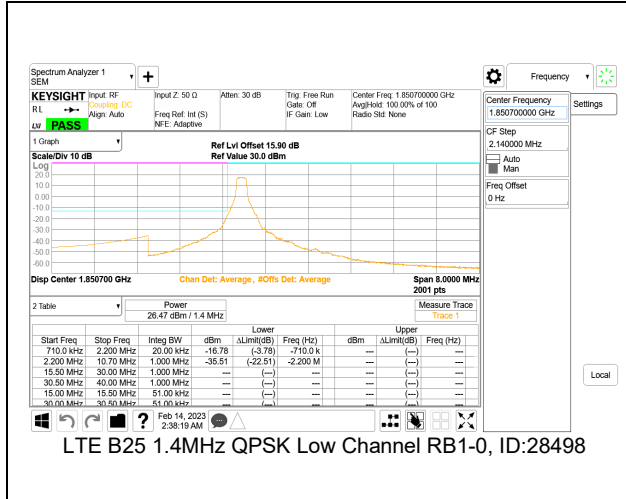 Spectrum Analyzer 1
SEM
+
Frequency
KEYSIGHT Input: RF Input Z: 50 Ω Atten: 30 dB Trig: Free Run Center Freq: 1.850700000 GHz
RL Coupling: DC Gate: Off Avg|Hold: 100.00% of 100
Align: Auto Freq Ref: Int (S) IF Gain: Low Radio Std: None
NFE: Adaptive
LXI PASS
Center Frequency
1.850700000 GHz
Settings
CF Step
2.140000 MHz
Auto
Man
Freq Offset
0 Hz
1 Graph
Ref Lvl Offset 15.90 dB
Scale/Div 10 dB Ref Value 30.0 dBm
Log
20.0
10.0
0.00
-10.0
-20.0
-30.0
-40.0
-50.0
-60.0
Disp Center 1.850700 GHz Chan Det: Average, #Offs Det: Average Span 8.0000 MHz
2001 pts
2 Table Power Measure Trace
26.47 dBm / 1.4 MHz Trace 1
Lower Upper
Start Freq Stop Freq Integ BW dBm ΔLimit(dB) Freq (Hz) dBm ΔLimit(dB) Freq (Hz)
710.0 kHz 2.200 MHz 20.00 kHz -16.78 (-3.78) -710.0 k --- (---) ---
2.200 MHz 10.70 MHz 1.000 MHz -35.51 (-22.51) -2.200 M --- (---) ---
15.50 MHz 30.00 MHz 1.000 MHz --- (---) --- --- (---) ---
30.50 MHz 40.00 MHz 1.000 MHz --- (---) --- --- (---) ---
15.00 MHz 15.50 MHz 51.00 kHz --- (---) --- --- (---) ---
30.00 MHz 30.50 MHz 51.00 kHz --- (---) --- --- (---) ---
Local
? Feb 14, 2023
2:38:19 AM
LTE B25 1.4MHz QPSK Low Channel RB1-0, ID:28498